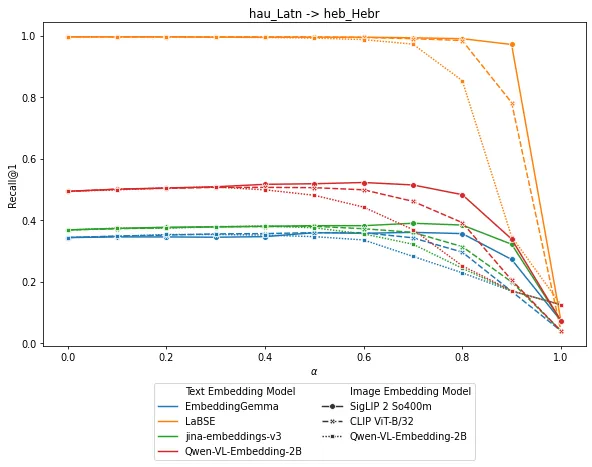 hau_Latn -> heb_Hebr
1.0
0.8
0.6
0.4
0.2
0.0
Recall@1
0.0 0.2 0.4 0.6 0.8 1.0
α
Text Embedding Model Image Embedding Model
EmbeddingGemma SigLIP 2 So400m
LaBSE CLIP ViT-B/32
jina-embeddings-v3 Qwen-VL-Embedding-2B
Qwen-VL-Embedding-2B